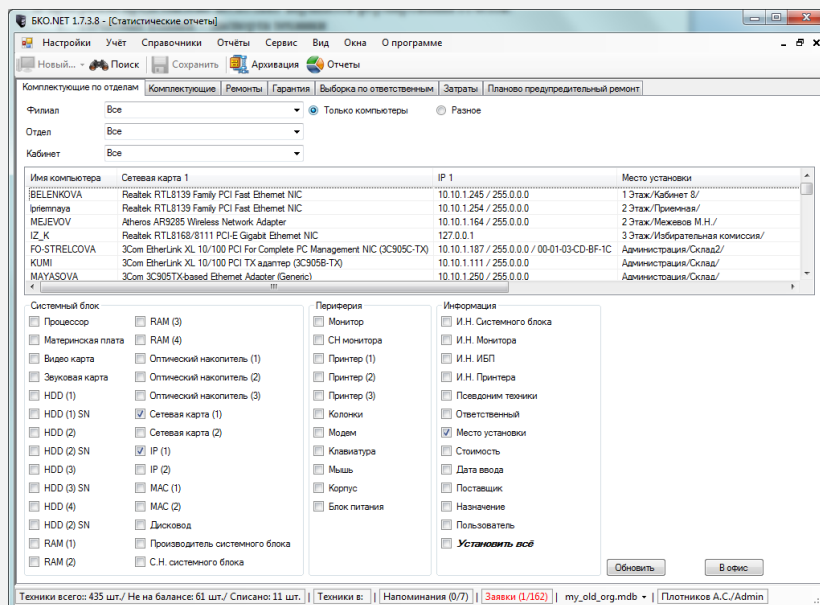 БКО.NET 1.7.3.8 - [Статистические отчеты]
Настройки Учёт Справочники Отчёты Сервис Вид Окна О программе
Новый... Поиск Сохранить Архивация Отчеты
Комплектующие по отделам Комплектующие Ремонты Гарантия Выборка по ответственным Затраты Планово предупредительный ремонт
Филиал Все Только компьютеры Разное
Отдел Все
Кабинет Все
Имя компьютера Сетевая карта 1 IP 1 Место установки
BELENKOVA Realtek RTL8139 Family PCI Fast Ethernet NIC 10.10.1.245 / 255.0.0.0 1 Этаж/Кабинет 8/
Ipriemnaya Realtek RTL8139 Family PCI Fast Ethernet NIC 10.10.1.254 / 255.0.0.0 2 Этаж/Приемная/
MEJEVOV Atheros AR9285 Wireless Network Adapter 10.10.1.164 / 255.0.0.0 2 Этаж/Межевов М.Н./
IZ_K Realtek RTL8168/8111 PCI-E Gigabit Ethernet NIC 127.0.0.1 3 Этаж/Избирательная комиссия/
FO-STRELCOVA 3Com EtherLink XL 10/100 PCI For Complete PC Management NIC (3C905C-TX) 10.10.1.187 / 255.0.0.0 / 00-01-03-CD-BF-1C Администрация/Склад2/
KUMI 3Com EtherLink XL 10/100 PCI TX адаптер (3C905B-TX) 10.10.1.111 / 255.0.0.0 Администрация/Склад/
MAYASOVA 3Com 3C905TX-based Ethernet Adapter (Generic) 10.10.1.250 / 255.0.0.0 Администрация/Склад/
Системный блок Периферия Информация
Процессор RAM (3) Монитор И.Н. Системного блока
Материнская плата RAM (4) СН монитора И.Н. Монитора
Видео карта Оптический накопитель (1) Принтер (1) И.Н. ИБП
Звуковая карта Оптический накопитель (2) Принтер (2) И.Н. Принтера
HDD (1) Оптический накопитель (3) Принтер (3) Псевдоним техники
HDD (1) SN Сетевая карта (1) Колонки Ответственный
HDD (2) Сетевая карта (2) Модем Место установки
HDD (2) SN IP (1) Клавиатура Стоимость
HDD (3) IP (2) Мышь Дата ввода
HDD (3) SN MAC (1) Корпус Поставщик
HDD (4) MAC (2) Блок питания Назначение
HDD (2) SN Дисковод Пользователь
RAM (1) Производитель системного блока Установить всё
RAM (2) С.Н. системного блока Обновить В офис
Техники всего:: 435 шт./ Не на балансе: 61 шт./ Списано: 11 шт. | Техники в: | Напоминания (0/7) | Заявки (1/162) | my_old_org.mdb | Плотников А.С./Admin